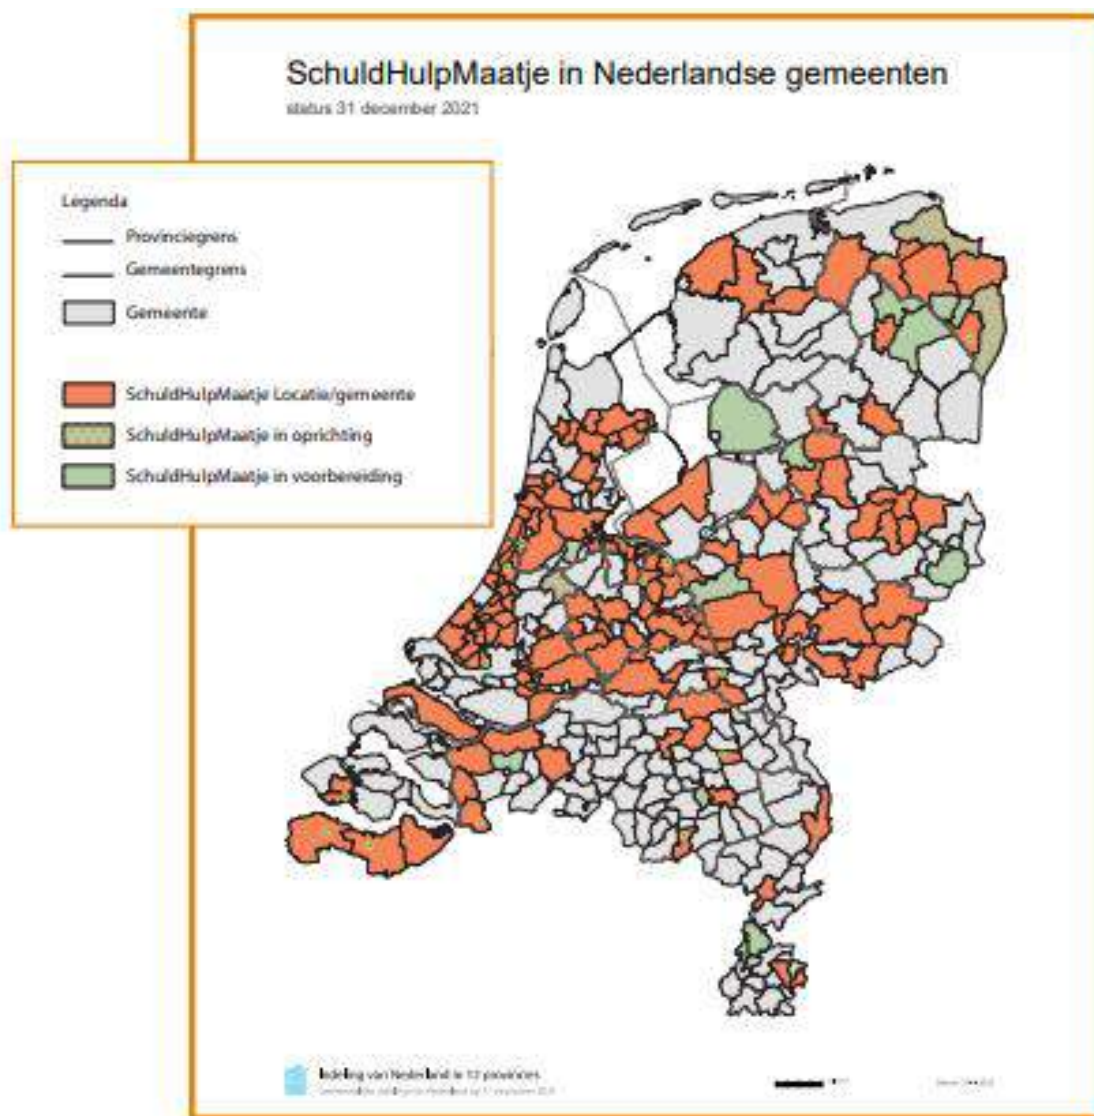 SchuldHulpMaatje in Nederlandse gemeenten
status 31 december 2021
Legenda
Provinciegrens
Gemeentegrens
Gemeente
SchuldHulpMaatje Locatie/gemeente
SchuldHulpMaatje in oprichting
SchuldHulpMaatje in voorbereiding
Indeling van Nederland in 12 provincies